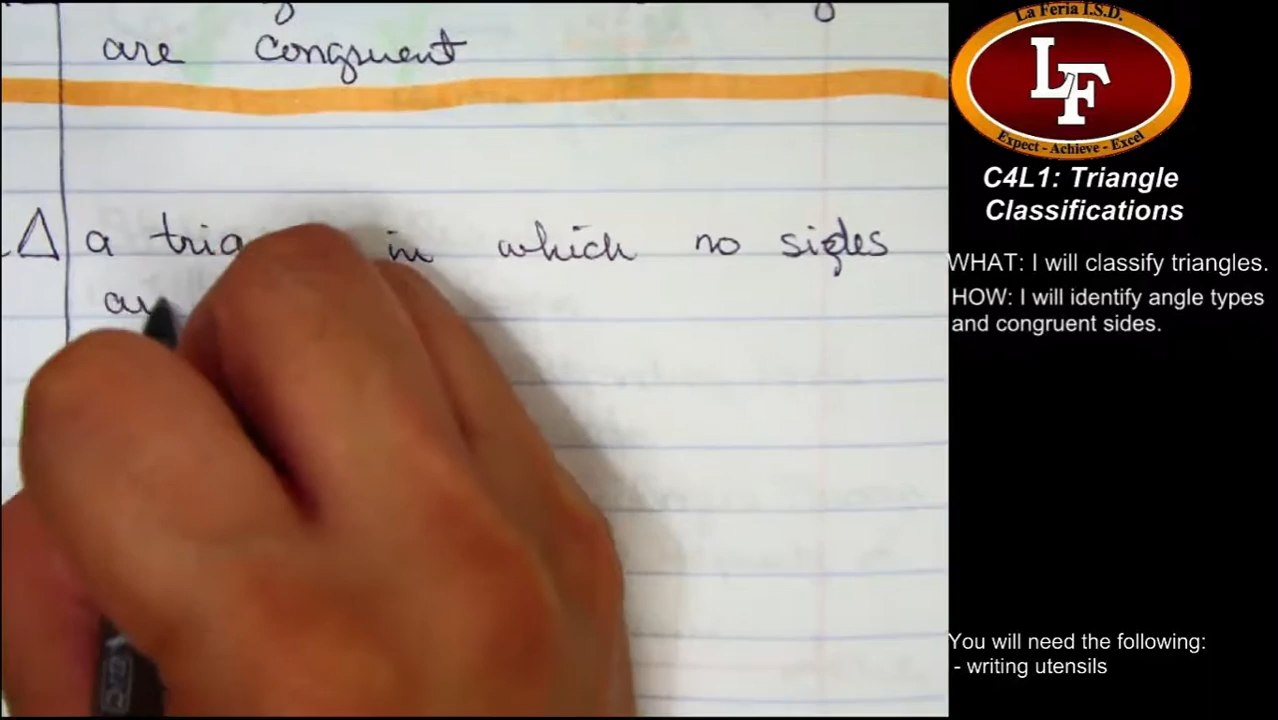 are congruent
Δ a in which no sides
La Feria I.S.D.
LF
Expect - Achieve - Excel
C4L1: Triangle
Classifications
WHAT: I will classify triangles.
HOW: I will identify angle types
and congruent sides.
You will need the following:
- writing utensils